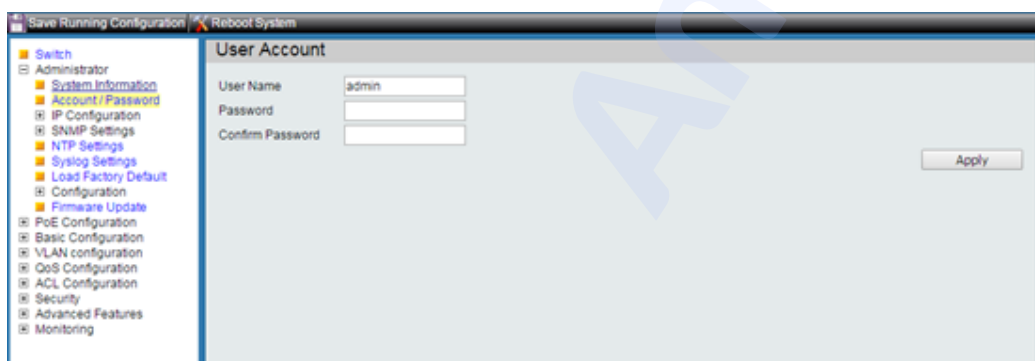 Save Running Configuration Reboot System
Switch
Administrator
System Information
Account / Password
IP Configuration
SNMP Settings
NTP Settings
Syslog Settings
Load Factory Default
Configuration
Firmware Update
PoE Configuration
Basic Configuration
VLAN configuration
QoS Configuration
ACL Configuration
Security
Advanced Features
Monitoring
User Account
User Name admin
Password
Confirm Password
Apply